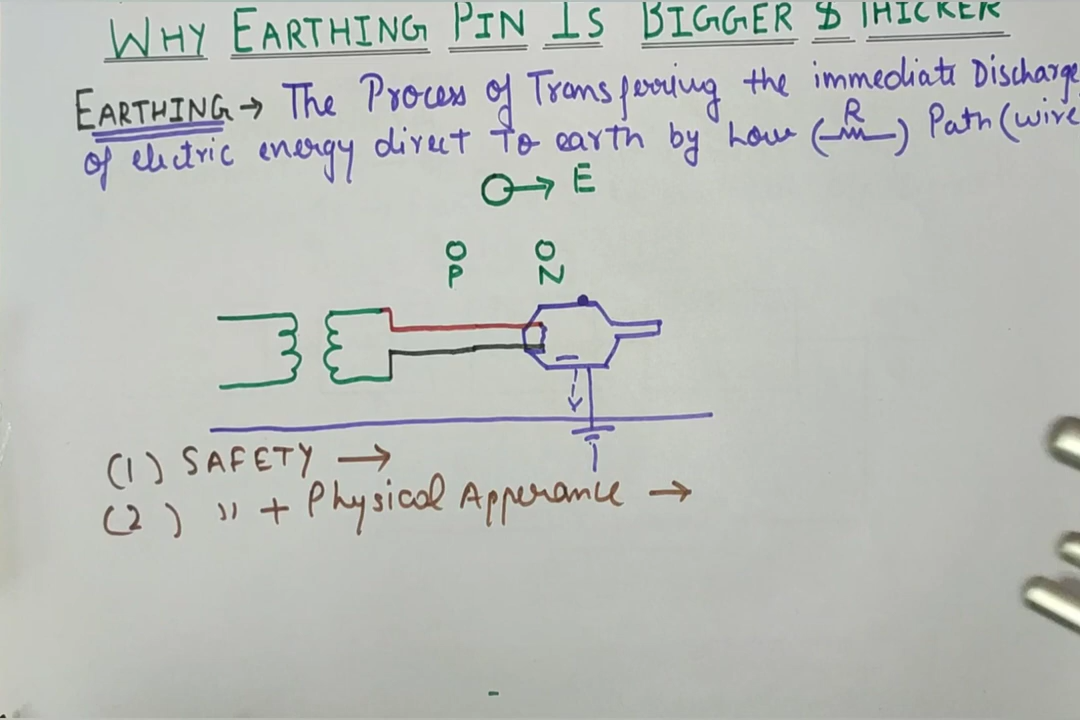 WHY EARTHING PIN IS BIGGER & THICKER
EARTHING → The Process of Transferring the immediate Discharge
of electric energy direct To earth by Low (R) Path (wire
→ E
P N
(1) SAFETY →
(2) " + Physical Apperance →